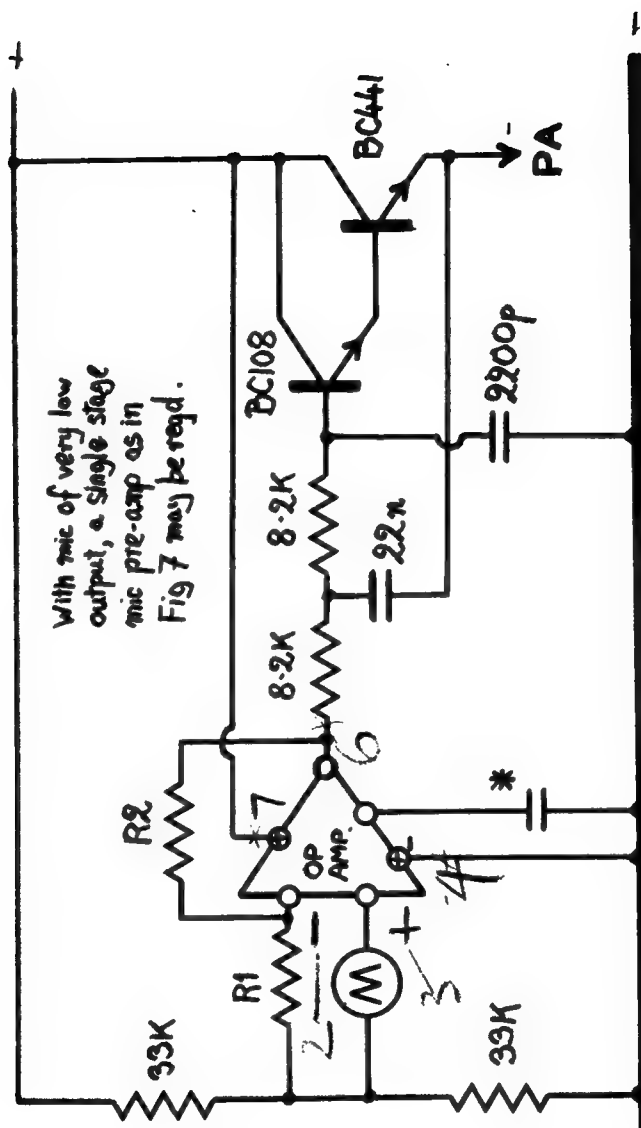 +
With mic of very low
output, a single stage
mic pre-amp as in
Fig 7 may be reqd.
BC108
BC441
R2
8·2K
8·2K
22n
2200p
-
PA
6
7
OP
AMP.
-
4
*
R1
2 -
W
+
3
33K
33K
-